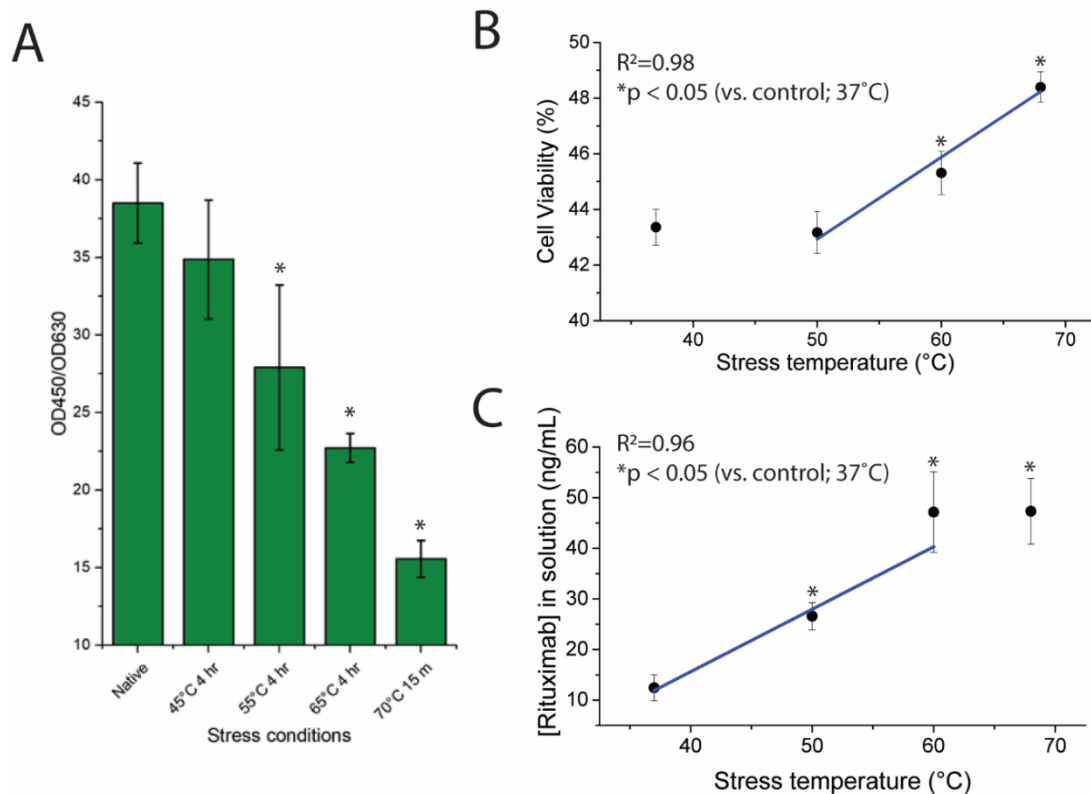 A
45
40
35
30
25
20
15
10
OD450/OD630
Native
45°C 4 hr
55°C 4 hr
65°C 4 hr
70°C 15 m
*
*
*
Stress conditions
B
50
48
46
44
42
40
Cell Viability (%)
R²=0.98
*p < 0.05 (vs. control; 37˚C)
*
*
40
50
60
70
Stress temperature (°C)
C
60
50
40
30
20
10
[Rituximab] in solution (ng/mL)
R²=0.96
*p < 0.05 (vs. control; 37˚C)
*
*
*
40
50
60
70
Stress temperature (°C)